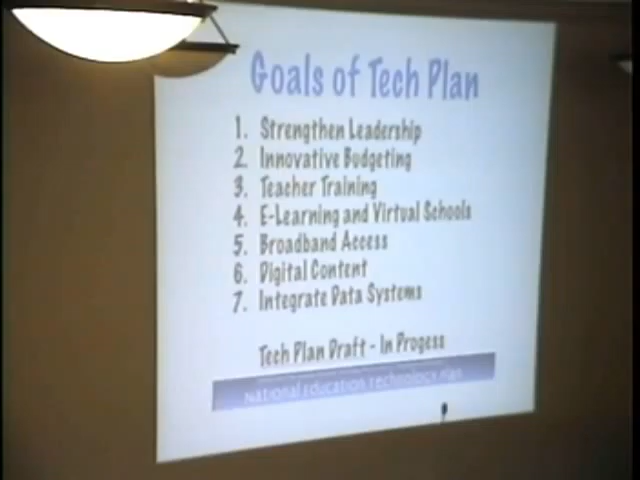 Goals of Tech Plan
1. Strengthen Leadership
2. Innovative Budgeting
3. Teacher Training
4. E-Learning and Virtual Schools
5. Broadband Access
6. Digital Content
7. Integrate Data Systems
Tech Plan Draft - In Progess
National Education Technology Plan